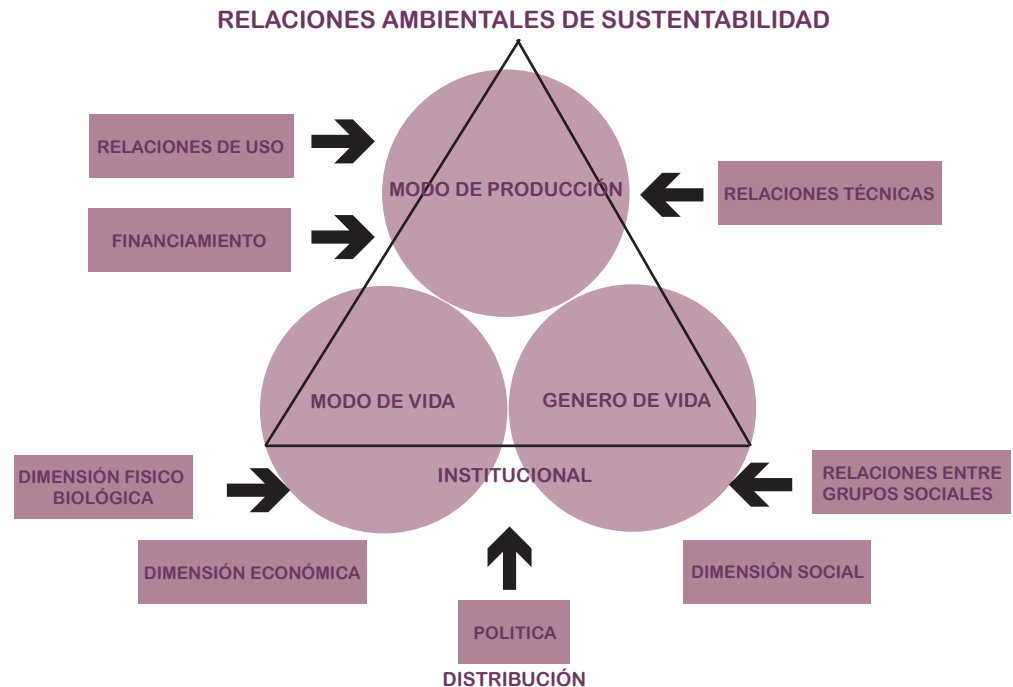 RELACIONES AMBIENTALES DE SUSTENTABILIDAD
RELACIONES DE USO
MODO DE PRODUCCIÓN
RELACIONES TÉCNICAS
FINANCIAMIENTO
MODO DE VIDA
GENERO DE VIDA
INSTITUCIONAL
DIMENSIÓN FISICO
BIOLÓGICA
RELACIONES ENTRE
GRUPOS SOCIALES
DIMENSIÓN ECONÓMICA
DIMENSIÓN SOCIAL
POLITICA
DISTRIBUCIÓN